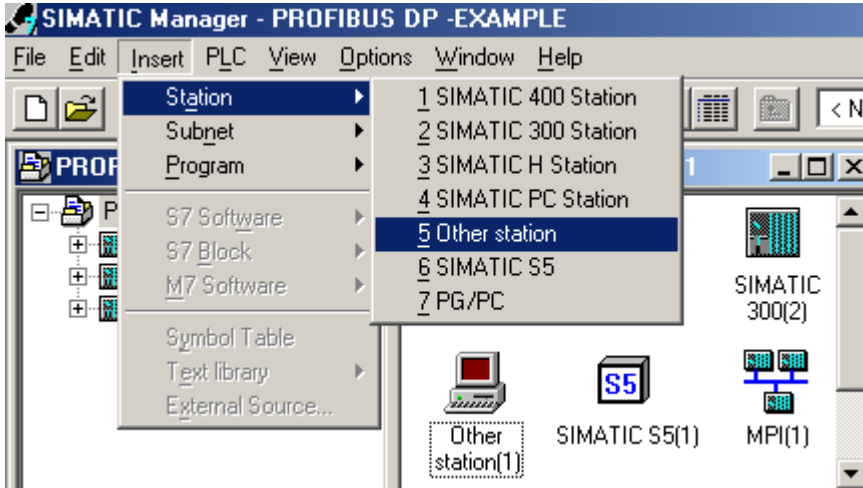 SIMATIC Manager - PROFIBUS DP -EXAMPLE
File Edit Insert PLC View Options Window Help
Station
Subnet
Program
S7 Software
S7 Block
M7 Software
Symbol Table
Text library
External Source...
1 SIMATIC 400 Station
2 SIMATIC 300 Station
3 SIMATIC H Station
4 SIMATIC PC Station
5 Other station
6 SIMATIC S5
7 PG/PC
< N
PROF
1
P
SIMATIC
300(2)
S5
Other
station(1)
SIMATIC S5(1)
MPI(1)